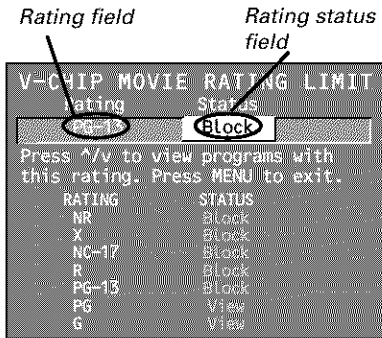 Rating field
Rating status field
V-CHIP MOVIE RATING LIMIT
Rating Status
PG-13 Block
Press ^/v to view programs with
this rating. Press MENU to exit.
RATING STATUS
NR Block
X Block
NC-17 Block
R Block
PG-13 Block
PG View
G View